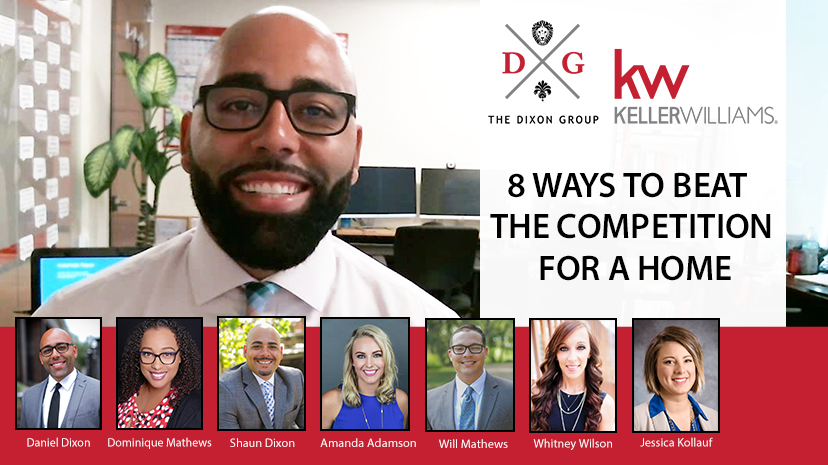 D G
THE DIXON GROUP
kw
KELLERWILLIAMS®
8 WAYS TO BEAT
THE COMPETITION
FOR A HOME
Daniel Dixon
Dominique Mathews
Shaun Dixon
Amanda Adamson
Will Mathews
Whitney Wilson
Jessica Kollauf